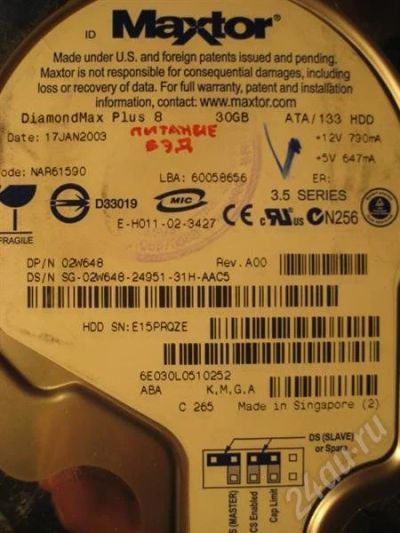 ID Maxtor
Made under U.S. and foreign patents issued and pending.
Maxtor is not responsible for consequential damages, including
loss or recovery of data. For full warranty and installation
information, contact: www.maxtor.com
DiamondMax Plus 8 30GB ATA/133 HDD
Date: 17JAN2003 +12V 790mA
ПИТАНИЕ
БЭД
+5V 647mA
ode: NAR61590 LBA: 60058656 ER:
D33019 MIC 3.5 SERIES
E-H011-02-3427 CE US N256
FRAGILE
DP/N 02W648 Rev.A00
DS/N SG-02W648-24951-31H-AAC5
HDD SN:E15PRQZE
6E030L0510252
ABA K,M,G,A
C 265 Made in Singapore (2)
DS (SLAVE)
or Spare
S (MASTER)
CS Enabled
Cap Limit
24au.ru